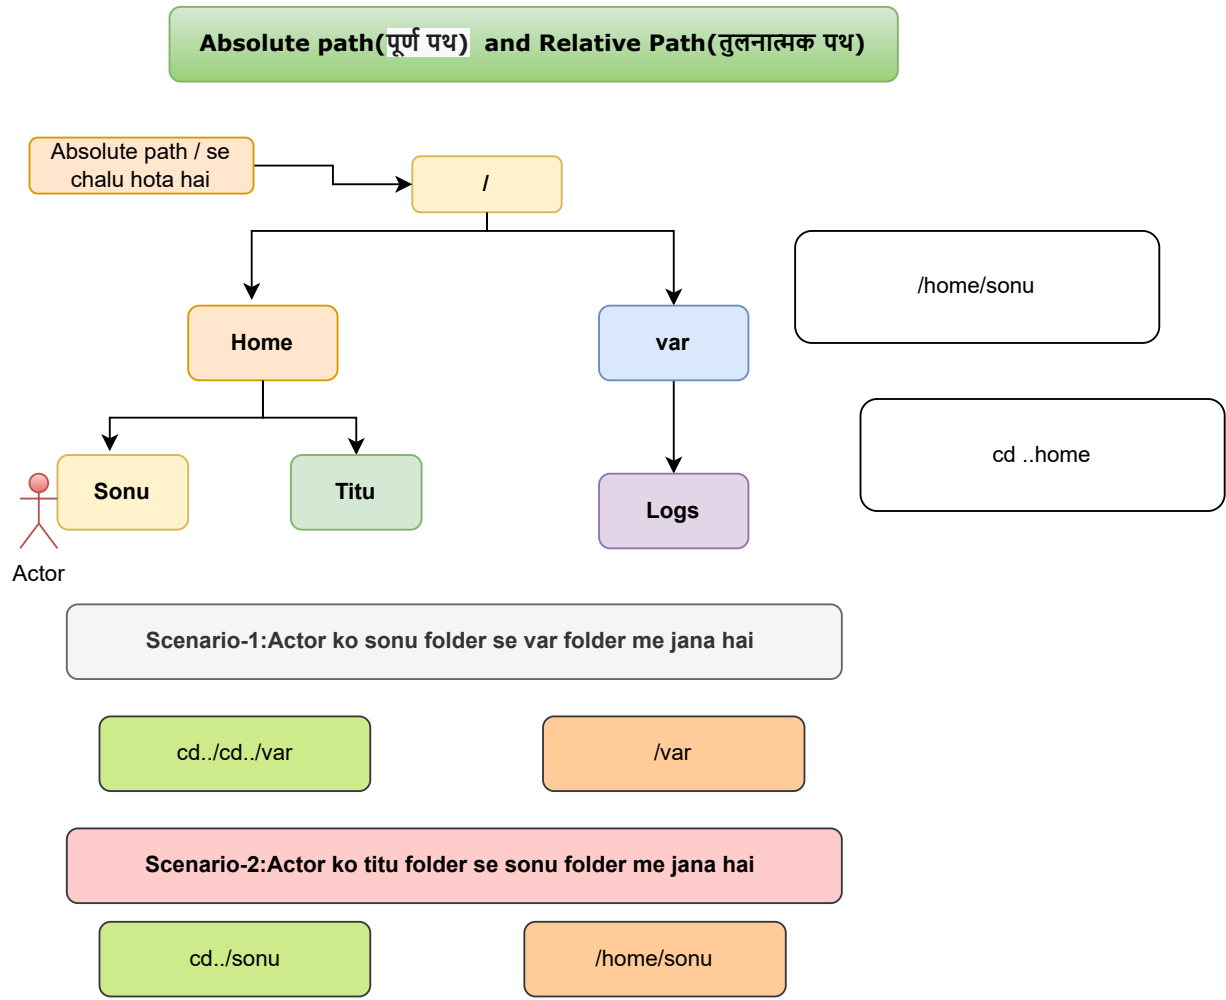 Absolute path(पूर्ण पथ) and Relative Path(तुलनात्मक पथ)
Absolute path / se
chalu hota hai
/
/home/sonu
Home
var
cd ..home
Sonu
Titu
Logs
Actor
Scenario-1:Actor ko sonu folder se var folder me jana hai
cd../cd../var
/var
Scenario-2:Actor ko titu folder se sonu folder me jana hai
cd../sonu
/home/sonu